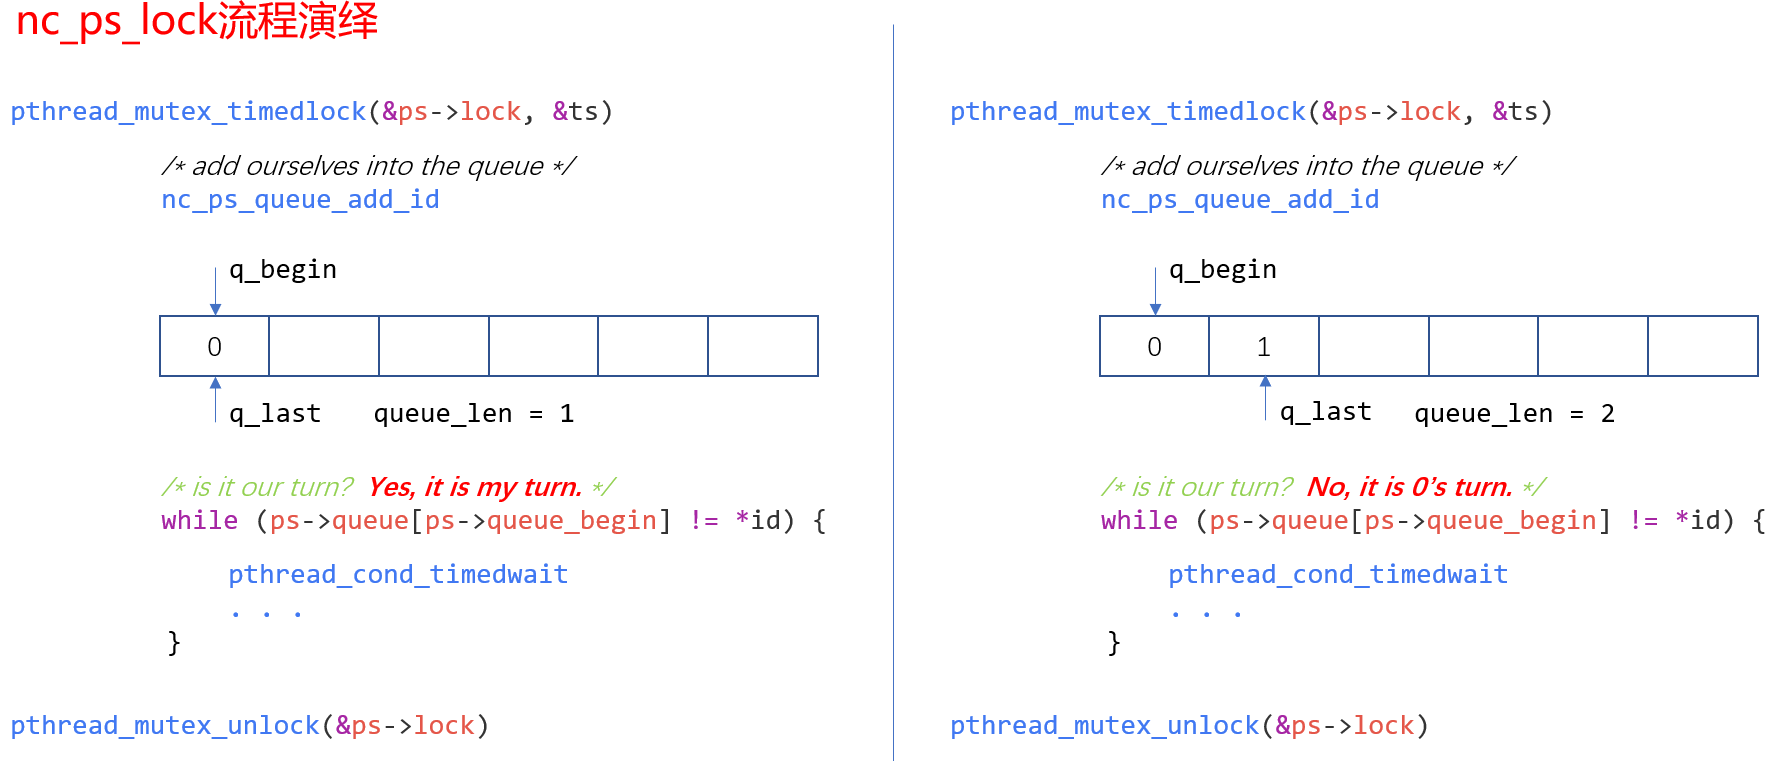 nc_ps_lock流程演绎
pthread_mutex_timedlock(&ps->lock, &ts)
/* add ourselves into the queue */
nc_ps_queue_add_id
q_begin
0
q_last queue_len = 1
/* is it our turn? Yes, it is my turn. */
while (ps->queue[ps->queue_begin] != *id) {
pthread_cond_timedwait
. . .
}
pthread_mutex_unlock(&ps->lock)
pthread_mutex_timedlock(&ps->lock, &ts)
/* add ourselves into the queue */
nc_ps_queue_add_id
q_begin
0 1
q_last queue_len = 2
/* is it our turn? No, it is 0’s turn. */
while (ps->queue[ps->queue_begin] != *id) {
pthread_cond_timedwait
. . .
}
pthread_mutex_unlock(&ps->lock)